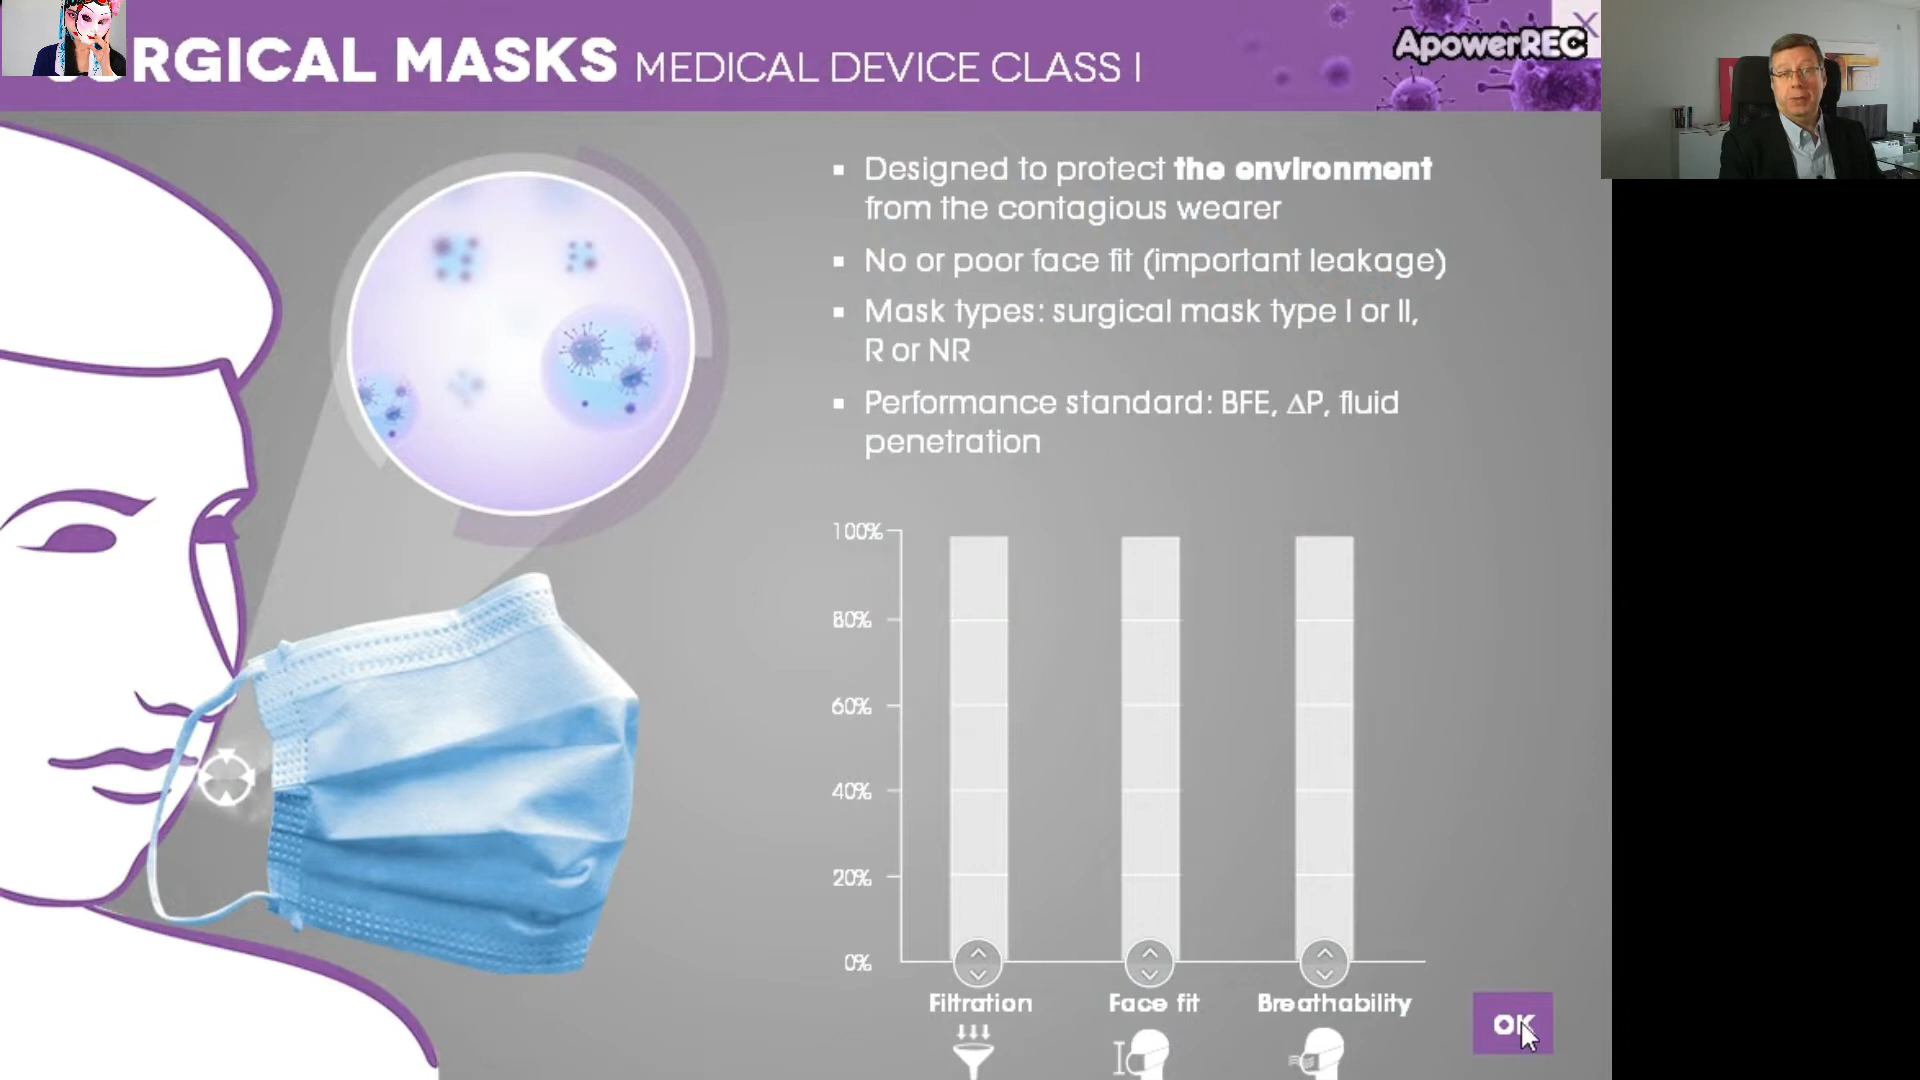 RGICAL MASKS MEDICAL DEVICE CLASS I
ApowerREC
X
▪ Designed to protect the environment
from the contagious wearer
▪ No or poor face fit (important leakage)
▪ Mask types: surgical mask type I or II,
R or NR
▪ Performance standard: BFE, ΔP, fluid
penetration
100%
80%
60%
40%
20%
0%
Filtration
Face fit
Breathability
OK